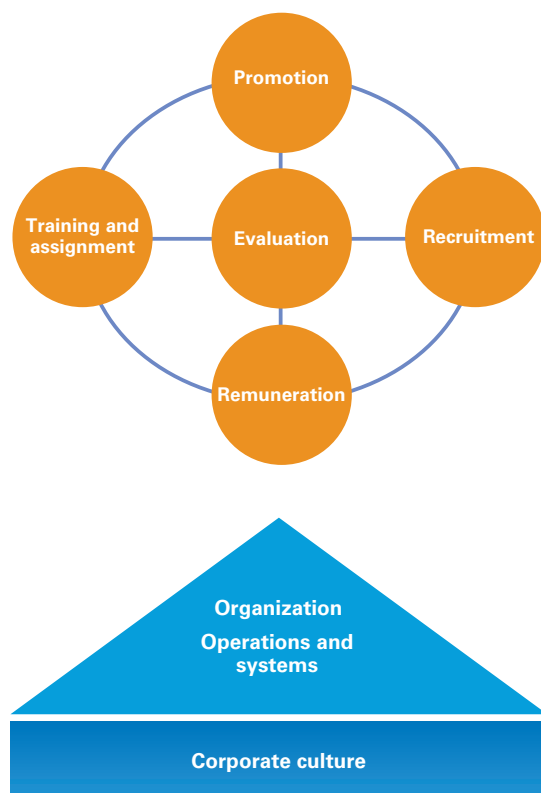 Promotion
Training and
assignment
Evaluation
Recruitment
Remuneration
Organization
Operations and
systems
Corporate culture